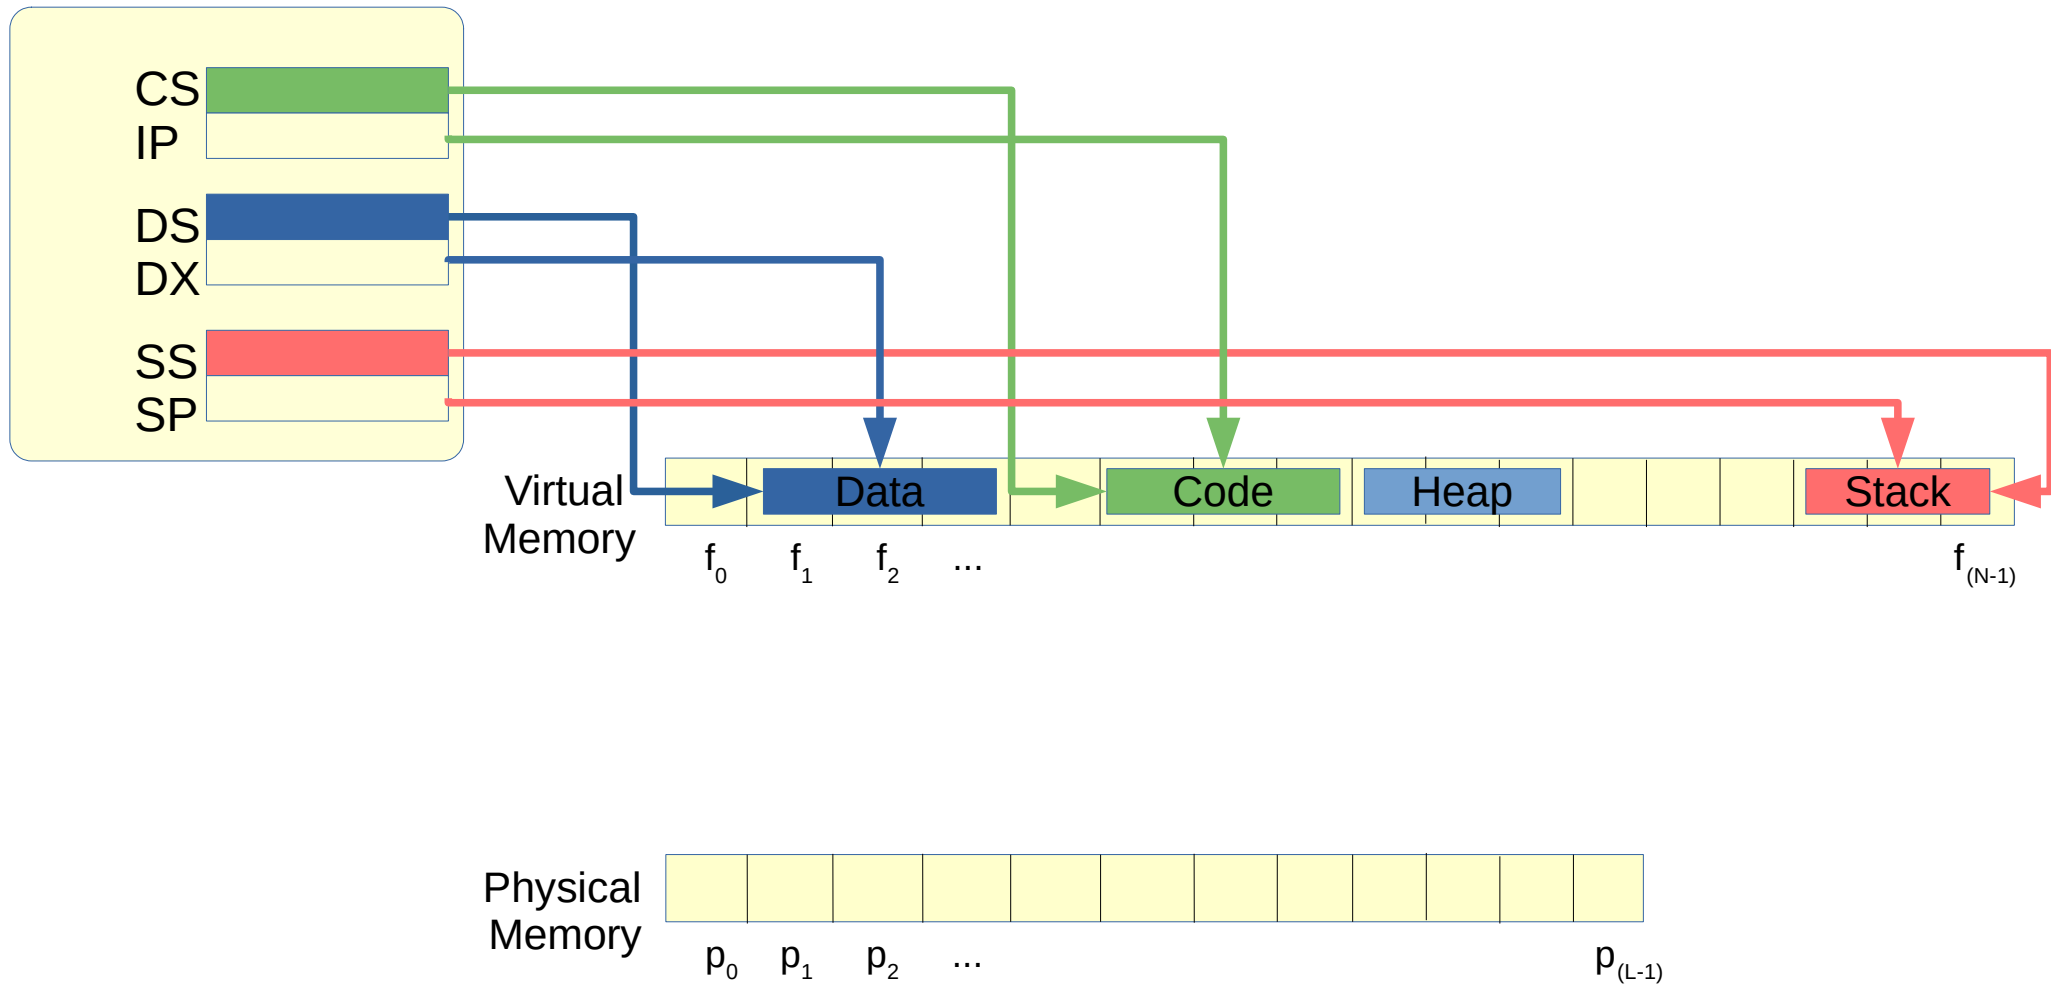 CS
IP
DS
DX
SS
SP
Virtual
Memory
Data
Code
Heap
Stack
f0
f1
f2
...
f(N-1)
Physical
Memory
p0
p1
p2
...
p(L-1)